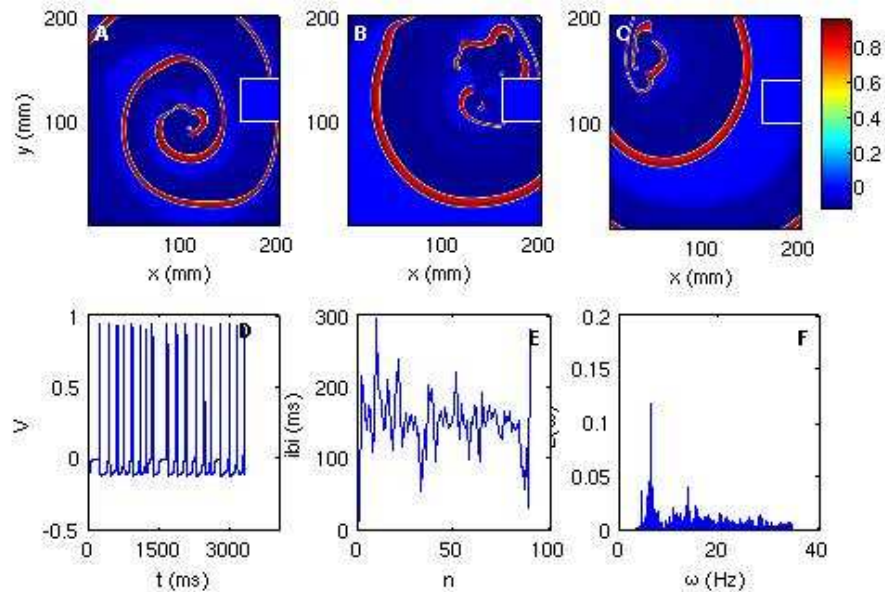 200 A 200 B 200 C
y (mm)
100 100 100
100 200 100 200 100 200
x (mm) x (mm) x (mm)
0.8
0.6
0.4
0.2
0
1 D
0.5
0
-0.5
V
0 1500 3000
t (ms)
300 E
200
100
0
ibi (ms)
0 50 100
n
0.2 F
0.15
0.1
0.05
0
0 20 40
ω (Hz)